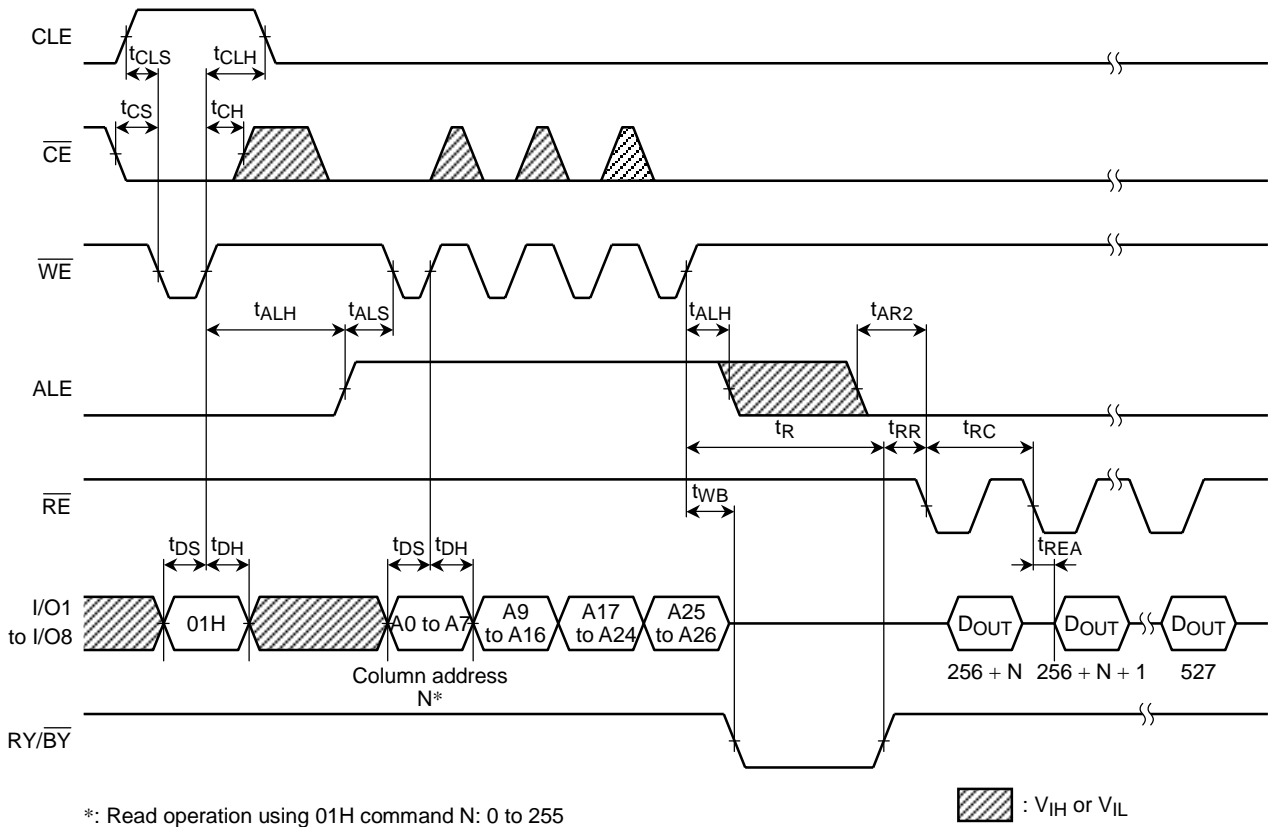 CLE
tCLS
tCLH
tCS
tCH
CE
WE
tALH
tALS
tALH
tAR2
ALE
tR
tRR
tRC
RE
tWB
tDS
tDH
tDS
tDH
tREA
I/O1
to I/O8
01H
A0 to A7
A9
to A16
A17
to A24
A25
to A26
DOUT
DOUT
DOUT
Column address
N*
256 + N
256 + N + 1
527
RY/BY
*: Read operation using 01H command N: 0 to 255
: VIH or VIL